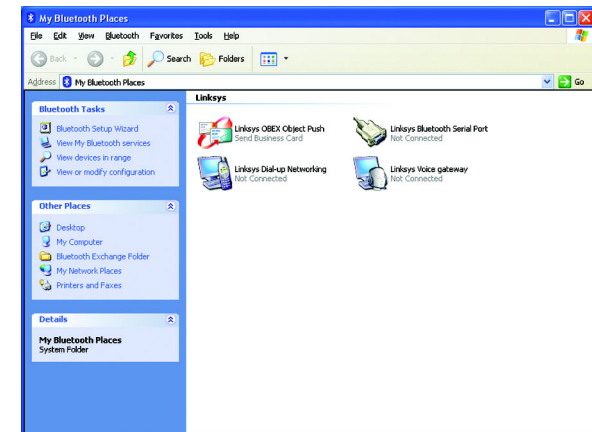 My Bluetooth Places
File Edit View Bluetooth Favorites Tools Help
Back Search Folders
Address My Bluetooth Places Go
Bluetooth Tasks
Bluetooth Setup Wizard
View My Bluetooth services
View devices in range
View or modify configuration
Other Places
Desktop
My Computer
Bluetooth Exchange Folder
My Network Places
Printers and Faxes
Details
My Bluetooth Places
System Folder
Linksys
Linksys OBEX Object Push
Send Business Card
Linksys Bluetooth Serial Port
Not Connected
Linksys Dial-up Networking
Not Connected
Linksys Voice gateway
Not Connected